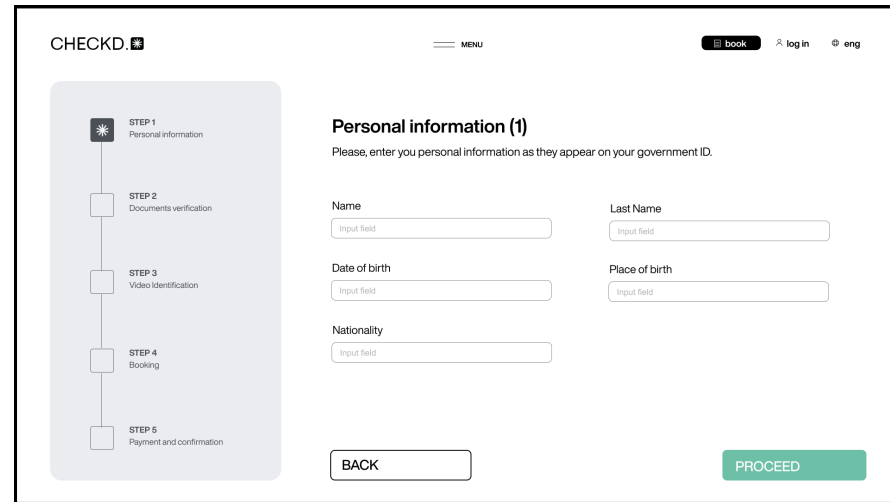 CHECKD.
MENU
book
log in
eng
STEP 1
Personal information
STEP 2
Documents verification
STEP 3
Video Identification
STEP 4
Booking
STEP 5
Payment and confirmation
Personal information (1)
Please, enter you personal information as they appear on your government ID.
Name
Input field
Last Name
Input field
Date of birth
Input field
Place of birth
Input field
Nationality
Input field
BACK
PROCEED